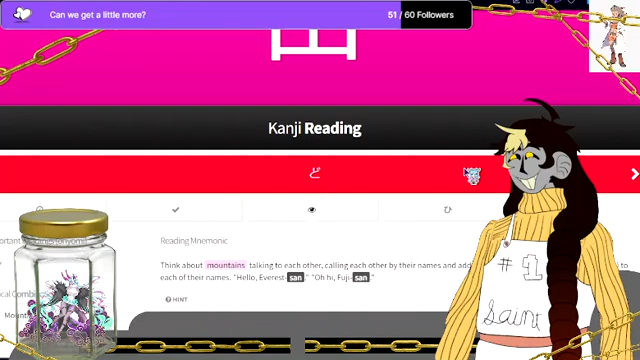 Can we get a little more?
51 / 60 Followers
Kanji Reading
ど
ひ
Reading Mnemonic
Think about mountains talking to each other, calling each other by their names and add
to each of their names. "Hello, Everest-san." "Oh hi, Fuji-san."
HINT
Mount
# 1
Saint